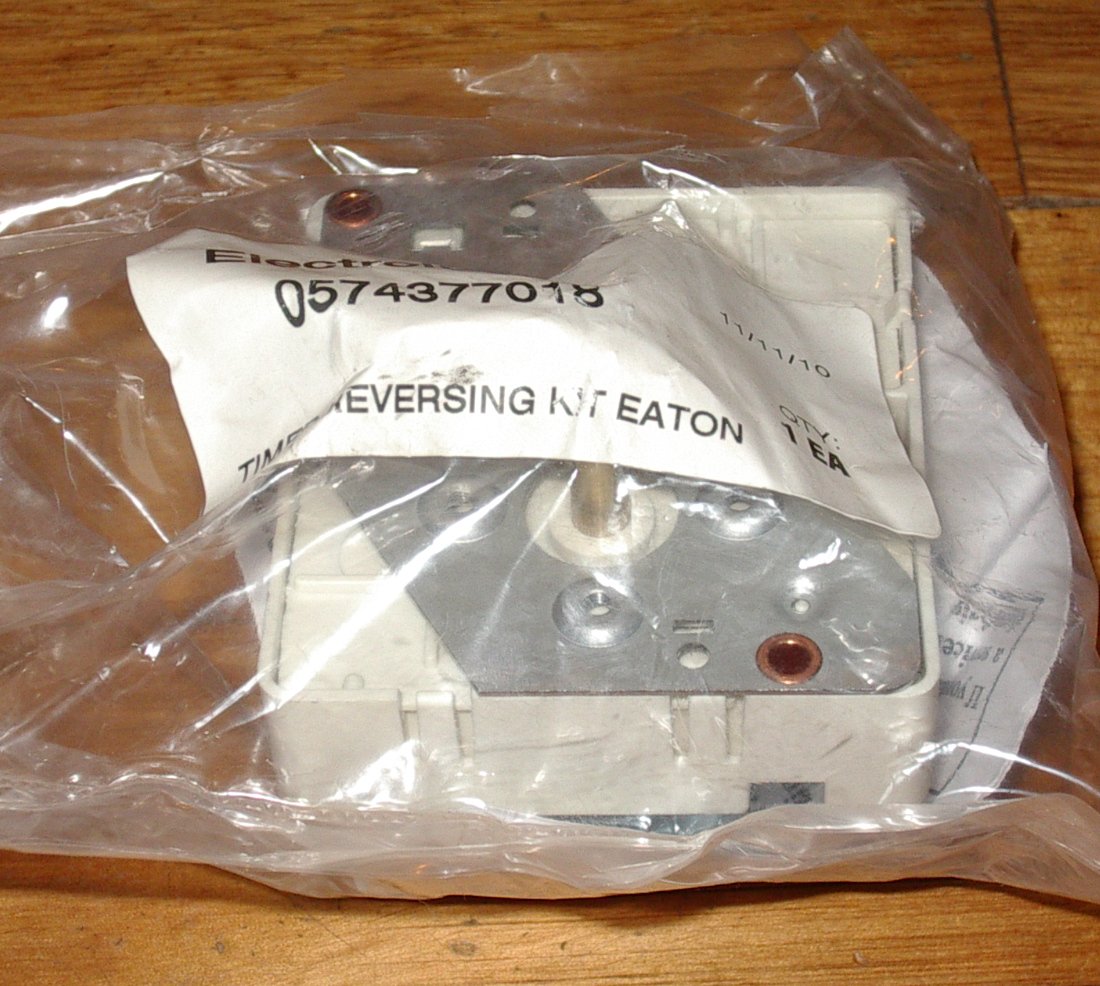 0574377018
11/11/10
REVERSING KIT EATON
QTY:
1 EA